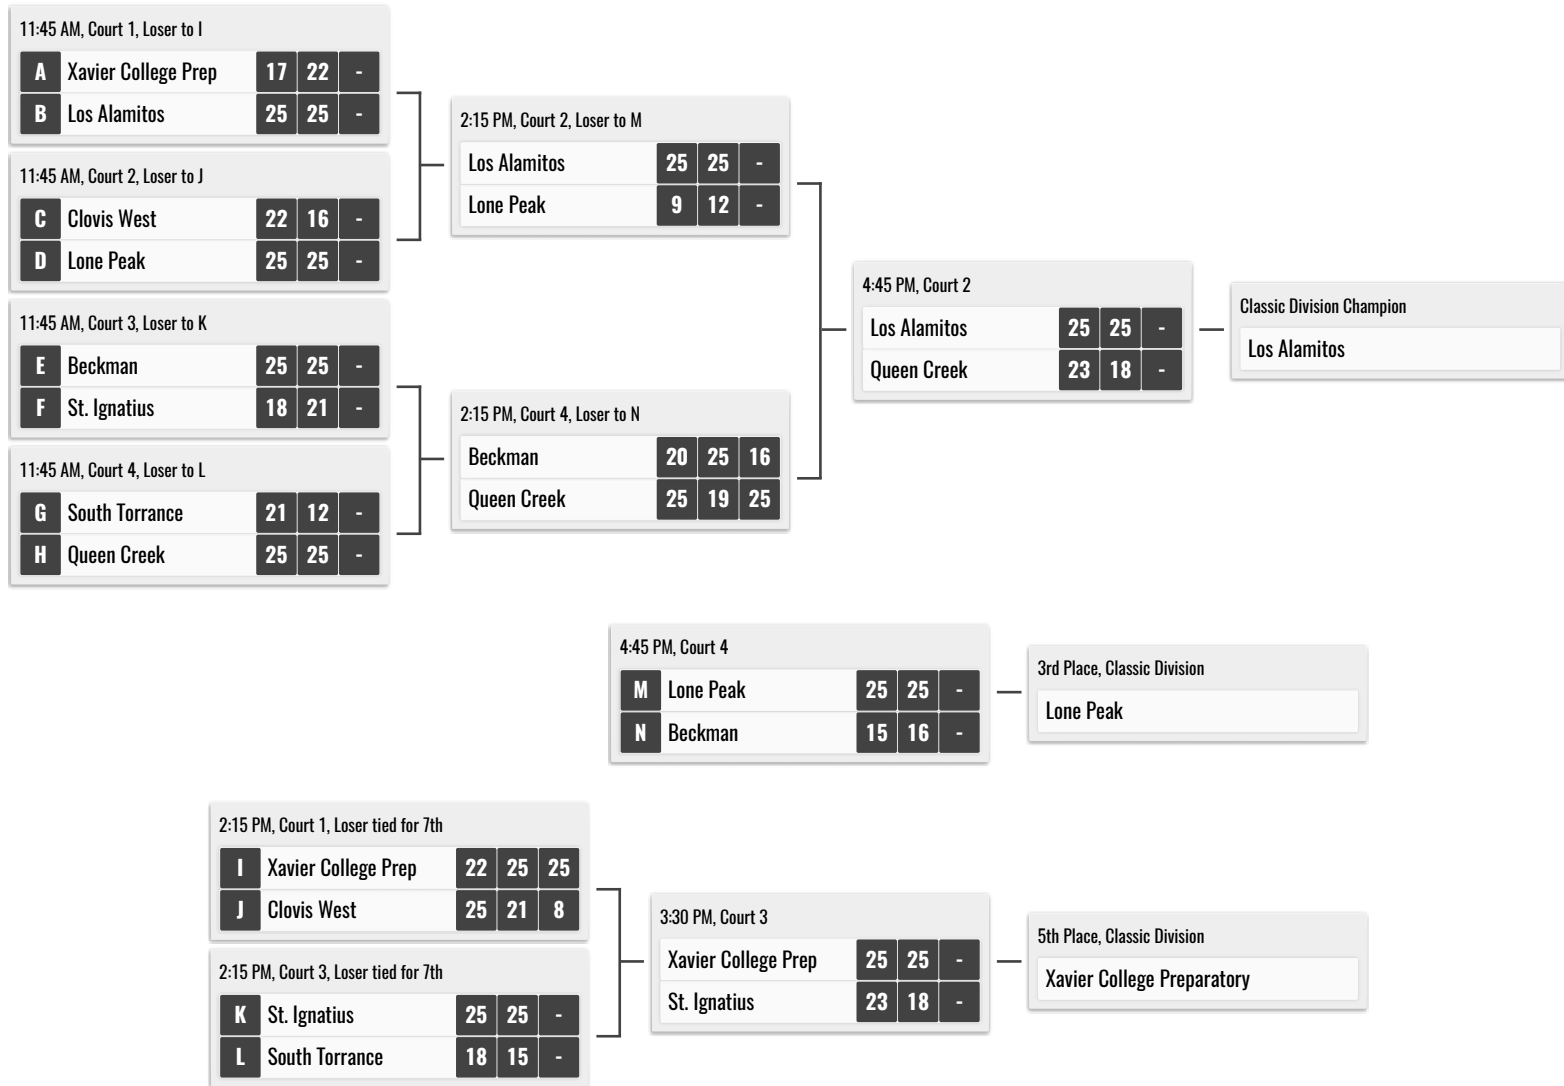 11:45 AM, Court 1, Loser to I
A Xavier College Prep 17 22 -
B Los Alamitos 25 25 -
11:45 AM, Court 2, Loser to J
C Clovis West 22 16 -
D Lone Peak 25 25 -
11:45 AM, Court 3, Loser to K
E Beckman 25 25 -
F St. Ignatius 18 21 -
11:45 AM, Court 4, Loser to L
G South Torrance 21 12 -
H Queen Creek 25 25 -
2:15 PM, Court 2, Loser to M
Los Alamitos 25 25 -
Lone Peak 9 12 -
2:15 PM, Court 4, Loser to N
Beckman 20 25 16
Queen Creek 25 19 25
4:45 PM, Court 2
Los Alamitos 25 25 -
Queen Creek 23 18 -
Classic Division Champion
Los Alamitos
4:45 PM, Court 4
M Lone Peak 25 25 -
N Beckman 15 16 -
3rd Place, Classic Division
Lone Peak
2:15 PM, Court 1, Loser tied for 7th
I Xavier College Prep 22 25 25
J Clovis West 25 21 8
2:15 PM, Court 3, Loser tied for 7th
K St. Ignatius 25 25 -
L South Torrance 18 15 -
3:30 PM, Court 3
Xavier College Prep 25 25 -
St. Ignatius 23 18 -
5th Place, Classic Division
Xavier College Preparatory